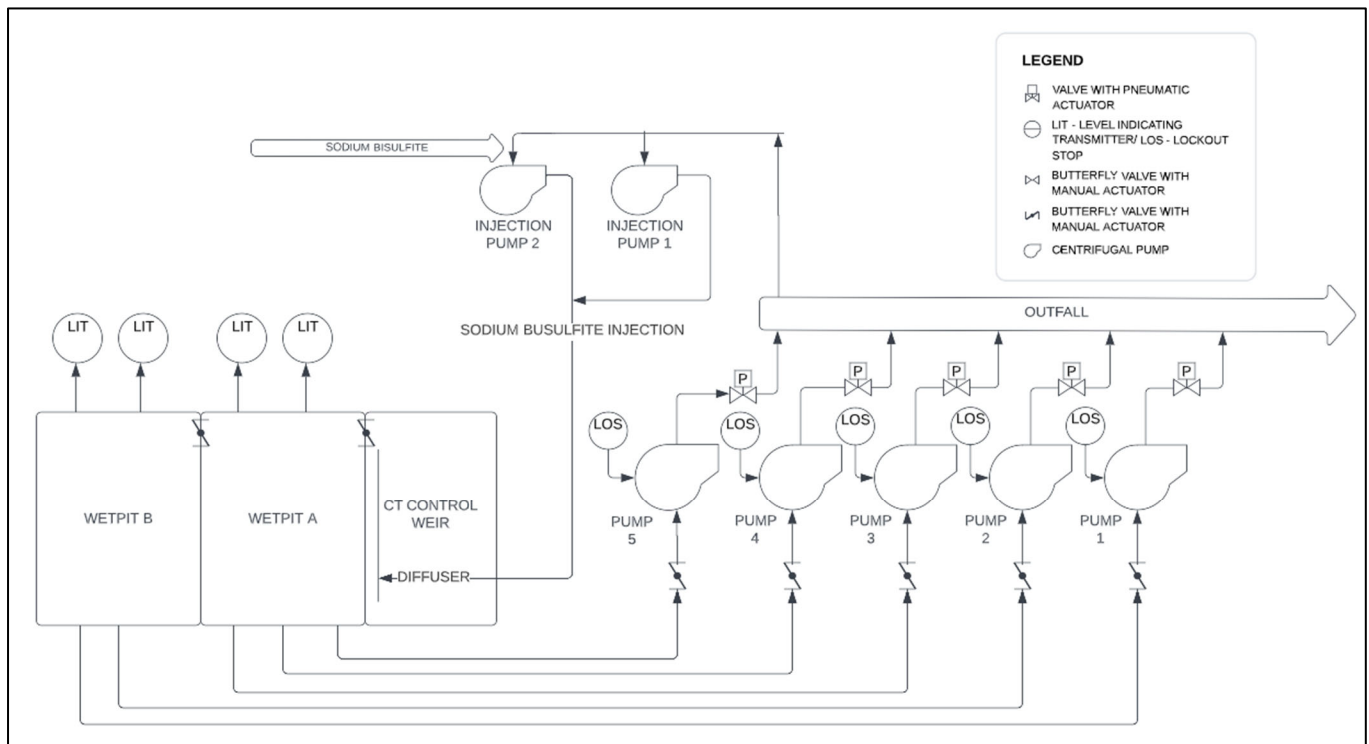 LEGEND
VALVE WITH PNEUMATIC
ACTUATOR
LIT - LEVEL INDICATING
TRANSMITTER/ LOS - LOCKOUT
STOP
BUTTERFLY VALVE WITH
MANUAL ACTUATOR
BUTTERFLY VALVE WITH
MANUAL ACTUATOR
CENTRIFUGAL PUMP
SODIUM BISULFITE
INJECTION
PUMP 2
INJECTION
PUMP 1
SODIUM BUSULFITE INJECTION
OUTFALL
LIT
LIT
LIT
LIT
P
P
P
P
P
LOS
LOS
LOS
LOS
LOS
WETPIT B
WETPIT A
CT CONTROL
WEIR
DIFFUSER
PUMP
5
PUMP
4
PUMP
3
PUMP
2
PUMP
1